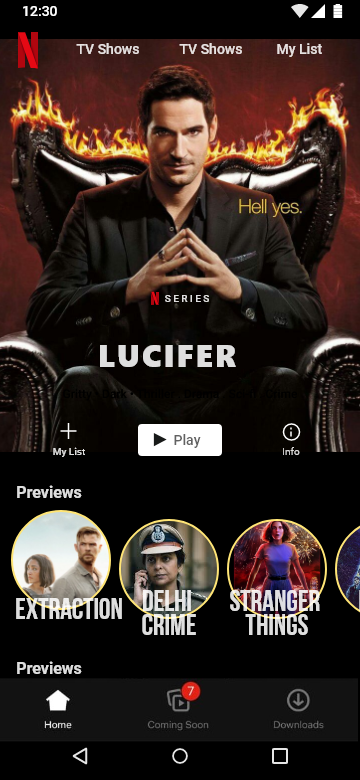 12:30
TV Shows TV Shows My List
Hell yes.
N SERIES
LUCIFER
My List
Play
Info
Previews
EXTRACTION
DELHI
CRIME
STRANGER
THINGS
Previews
7
Home
Coming Soon
Downloads